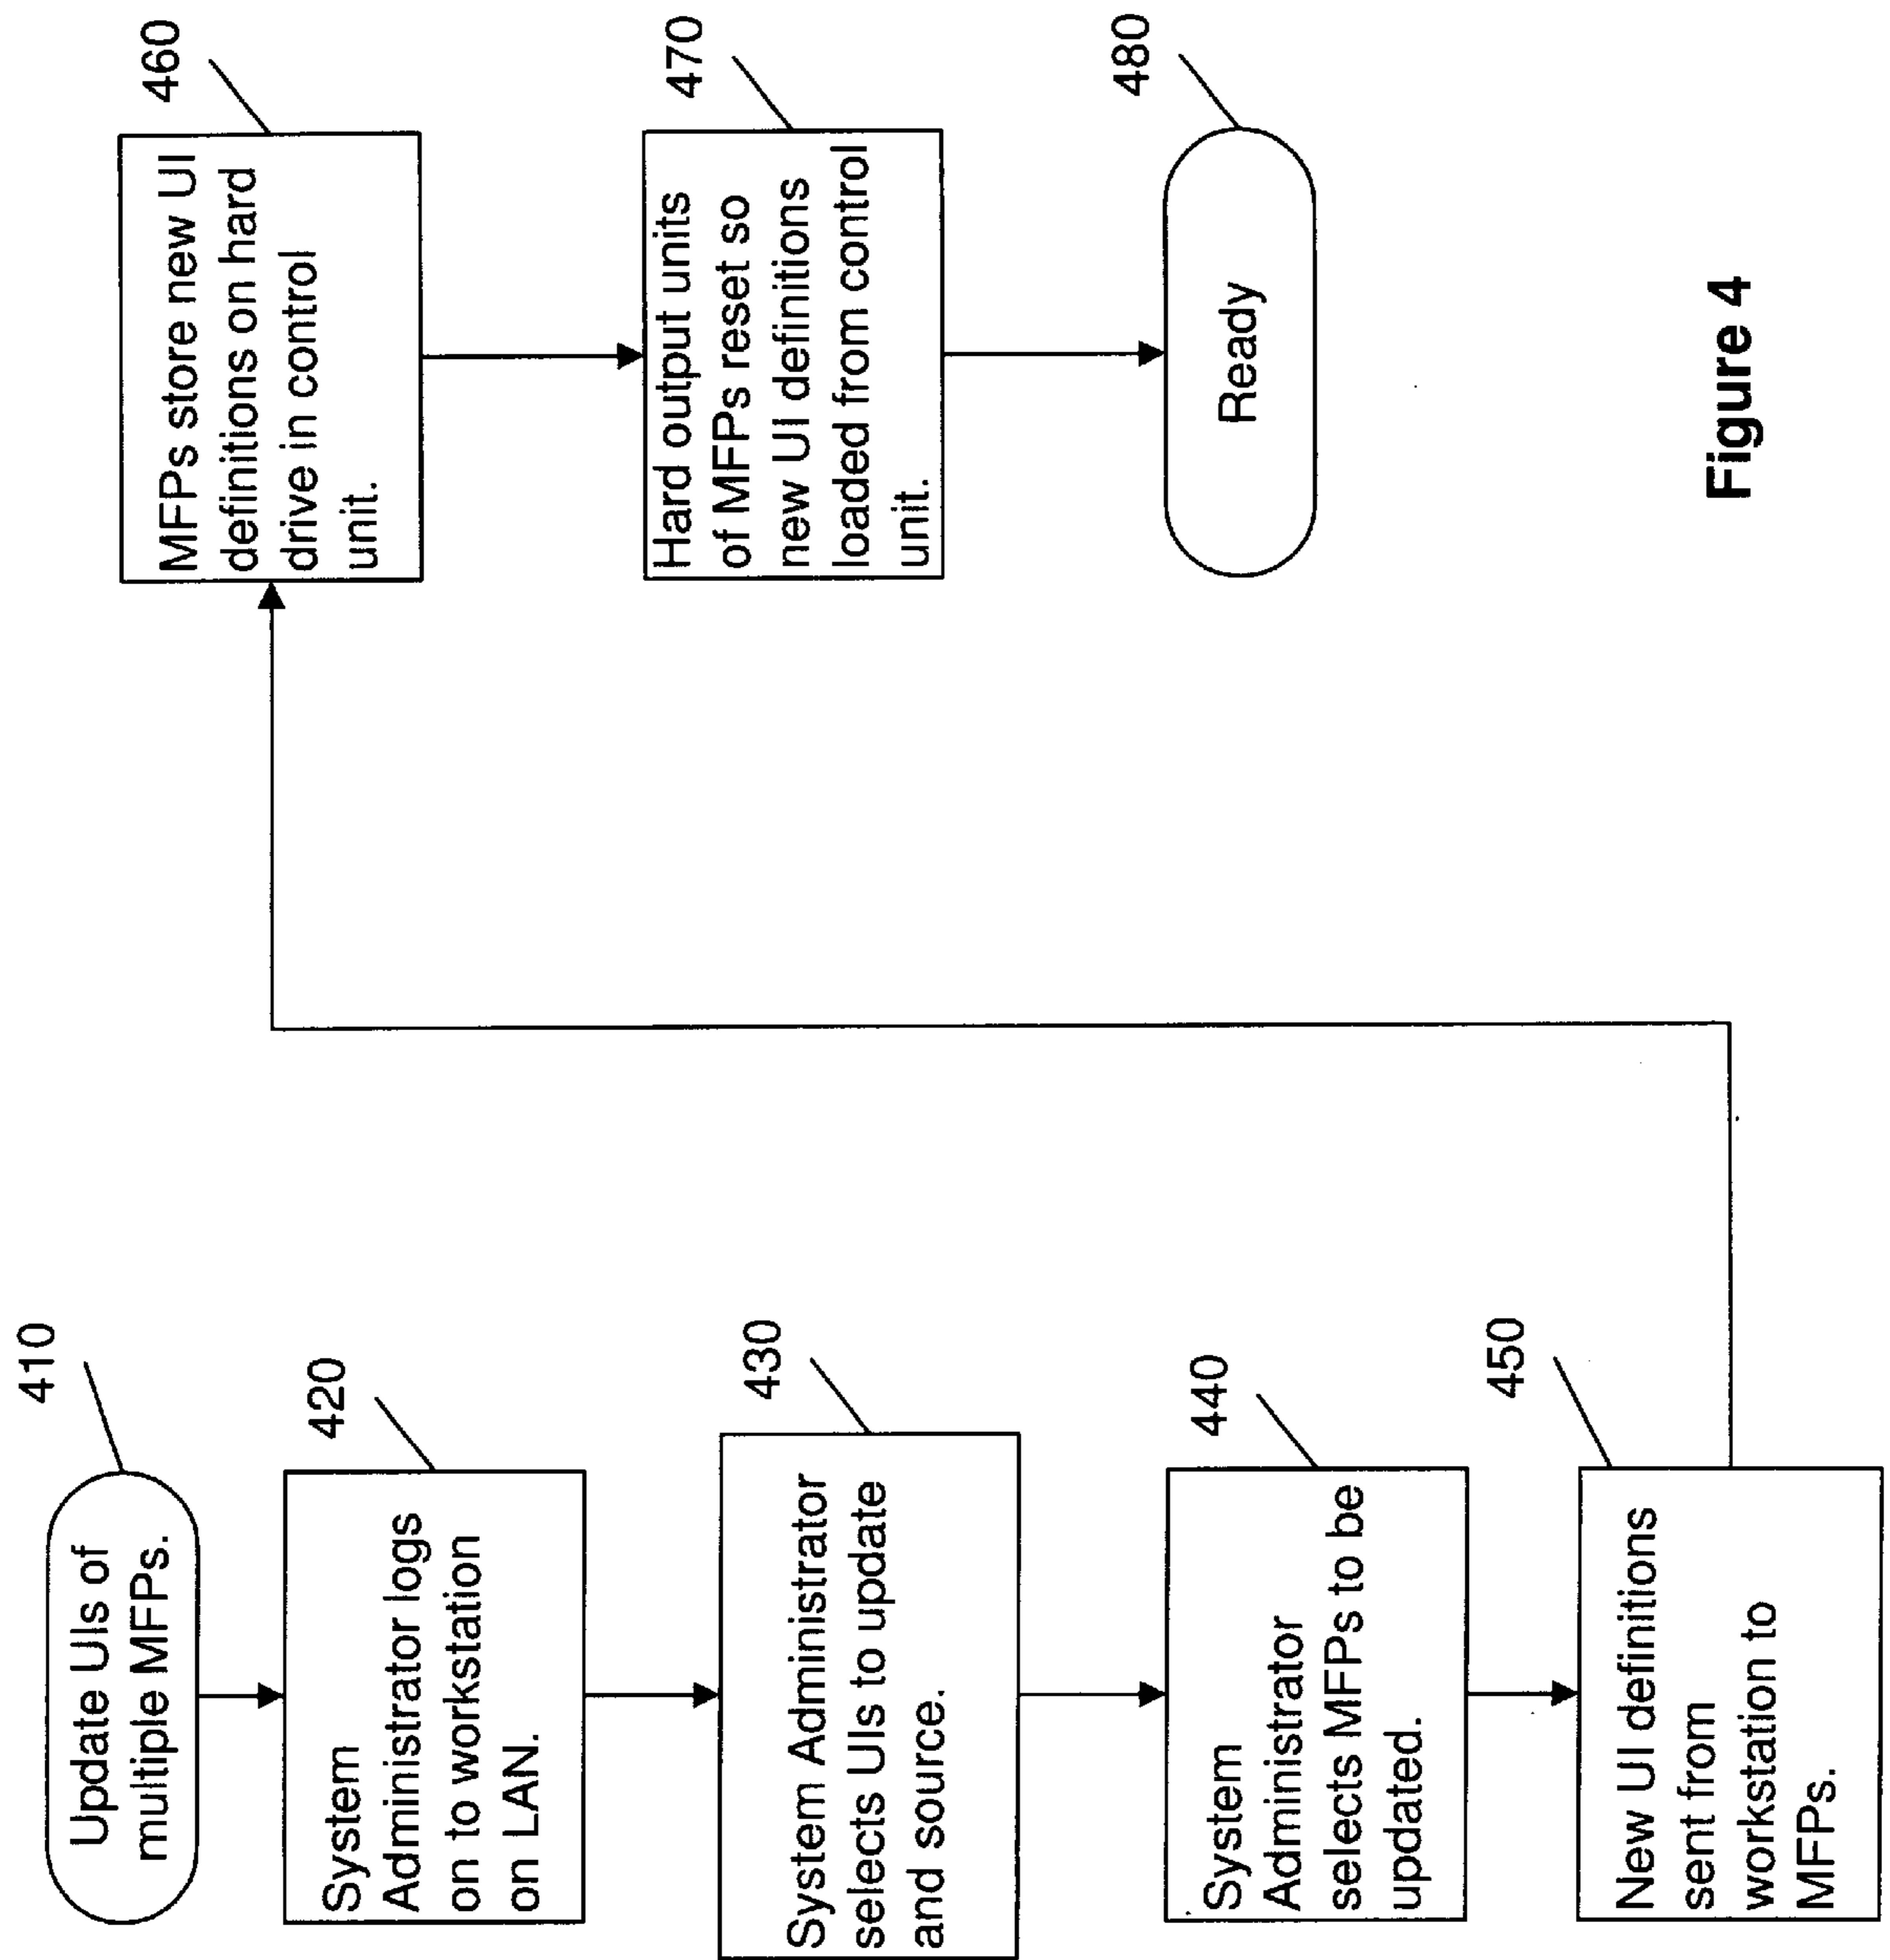 410
Update UIs of
multiple MFPs.
420
System
Administrator logs
on to workstation
on LAN.
430
System Administrator
selects UIs to update
and source.
440
System
Administrator
selects MFPs to be
updated.
450
New UI definitions
sent from
workstation to
MFPs.
460
MFPs store new UI
definitions on hard
drive in control
unit.
470
Hard output units
of MFPs reset so
new UI definitions
loaded from control
unit.
480
Ready
Figure 4